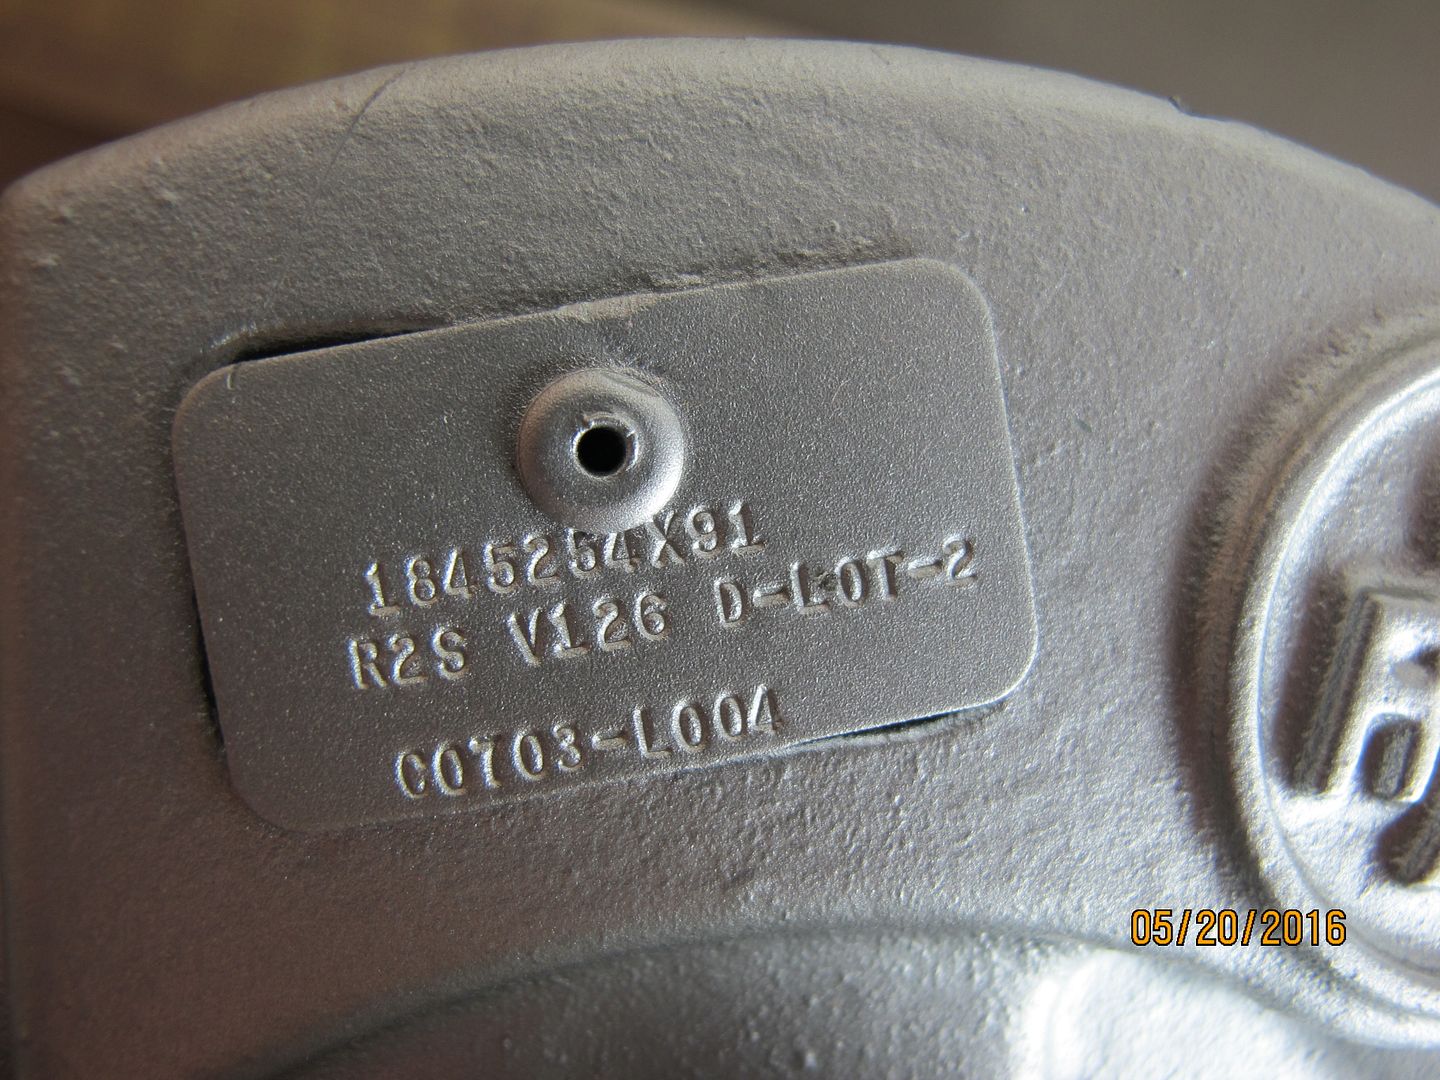 1845254X91
R2S V126 D-LOT-2
C0703-L004
05/20/2016